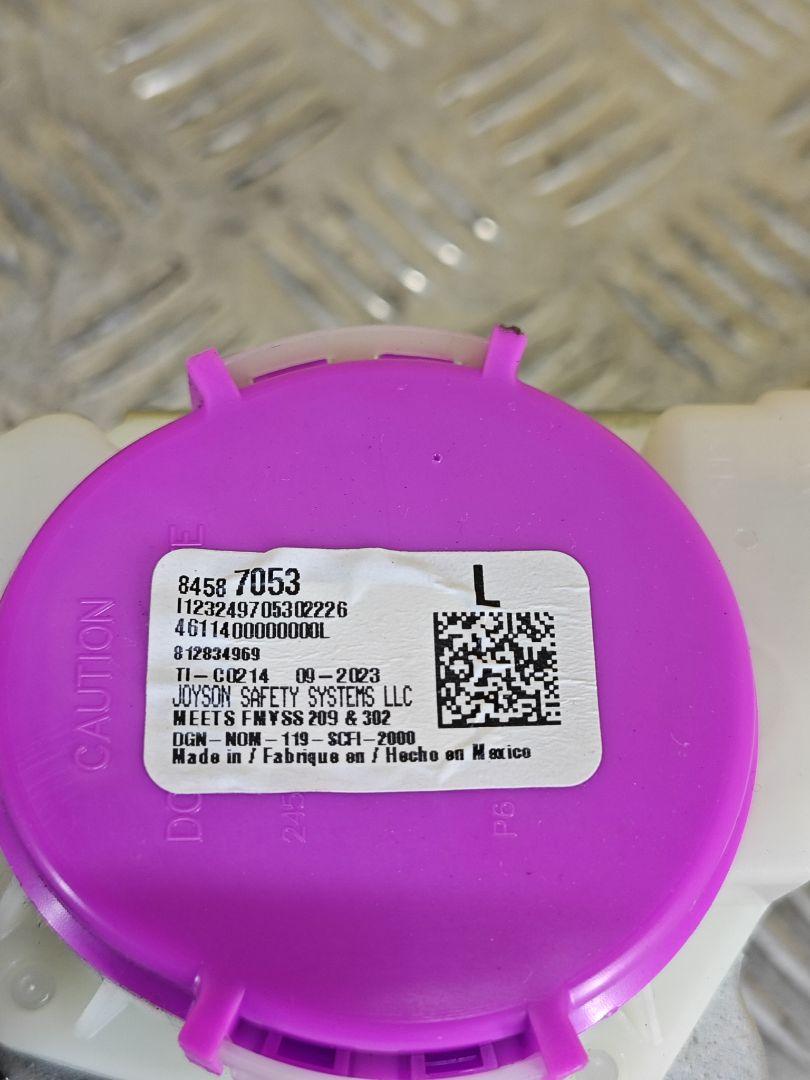 8458 7053
L
I123249705302226
4611400000000L
812834969
TI-C0214 09-2023
JOYSON SAFETY SYSTEMS LLC
MEETS FMVSS 209 & 302
DGN-NOM-119-SCFI-2000
Made in / Fabrique en / Hecho en Mexico
CAUTION
P6